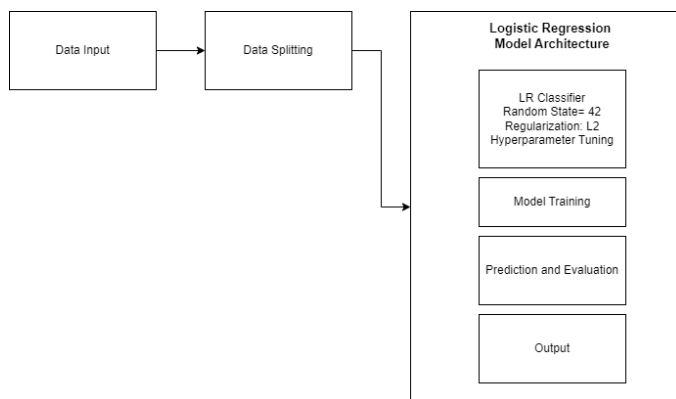 Data Input
Data Splitting
Logistic Regression
Model Architecture
LR Classifier
Random State= 42
Regularization: L2
Hyperparameter Tuning
Model Training
Prediction and Evaluation
Output